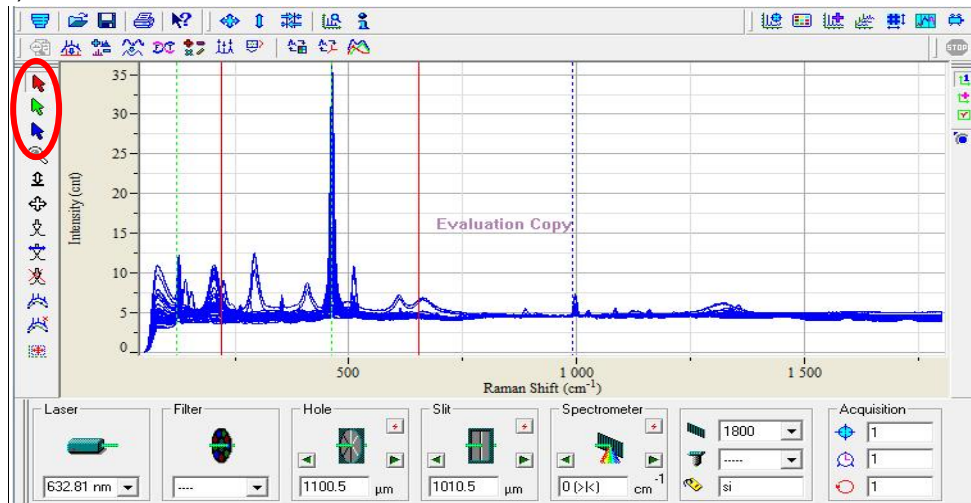 STOP
35
30
25
20
15
10
5
0
Intensity (cnt)
Evaluation Copy
500
1 000
1 500
Raman Shift (cm-1)
Laser
Filter
Hole
Slit
Spectrometer
Acquisition
632.81 nm
----
1100.5 µm
1010.5 µm
0 (>|<) cm-1
1800
-----
si
1
1
1